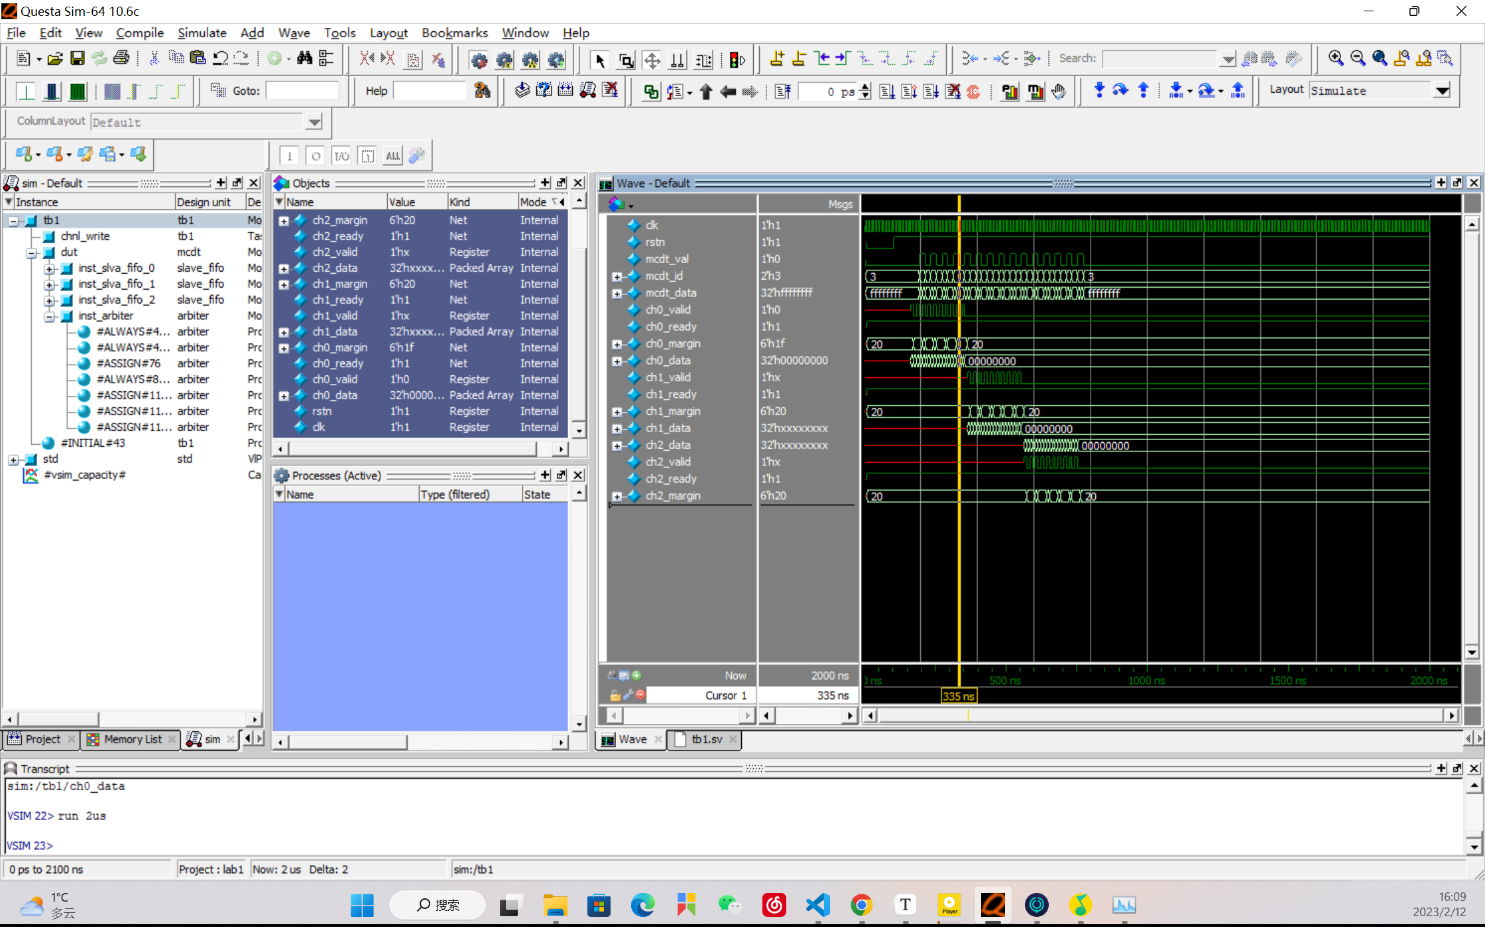 Questa Sim-64 10.6c
File Edit View Compile Simulate Add Wave Tools Layout Bookmarks Window Help
Search:
Goto:
Help
0 ps
Layout Simulate
ColumnLayout Default
I O I/O ALL
sim - Default
Instance Design unit De
tb1 tb1 Mo
chnl_write tb1 Ta:
dut mcdt Mo
inst_slva_fifo_0 slave_fifo Mo
inst_slva_fifo_1 slave_fifo Mo
inst_slva_fifo_2 slave_fifo Mo
inst_arbiter arbiter Mo
#ALWAYS#4... arbiter Prc
#ALWAYS#4... arbiter Prc
#ASSIGN#76 arbiter Prc
#ALWAYS#8... arbiter Prc
#ASSIGN#11... arbiter Prc
#ASSIGN#11... arbiter Prc
#ASSIGN#11... arbiter Prc
#INITIAL#43 tb1 Prc
std std VIP
#vsim_capacity# Ca
Project Memory List sim
Objects
Name Value Kind Mode
ch2_margin 6'h20 Net Internal
ch2_ready 1'h1 Net Internal
ch2_valid 1'hx Register Internal
ch2_data 32'hxxxx... Packed Array Internal
ch1_margin 6'h20 Net Internal
ch1_ready 1'h1 Net Internal
ch1_valid 1'hx Register Internal
ch1_data 32'hxxxx... Packed Array Internal
ch0_margin 6'h1f Net Internal
ch0_ready 1'h1 Net Internal
ch0_valid 1'h0 Register Internal
ch0_data 32'h0000... Packed Array Internal
rstn 1'h1 Register Internal
clk 1'h1 Register Internal
Processes (Active)
Name Type (filtered) State
Wave - Default
Msgs
clk 1'h1
rstn 1'h1
mcdt_val 1'h0
mcdt_id 2'h3 3 3
mcdt_data 32'hffffffff ffffffff ffffffff
ch0_valid 1'h0
ch0_ready 1'h1
ch0_margin 6'h1f 20 20
ch0_data 32'h00000000 00000000
ch1_valid 1'hx
ch1_ready 1'h1
ch1_margin 6'h20 20 20
ch1_data 32'hxxxxxxxx 00000000
ch2_data 32'hxxxxxxxx 00000000
ch2_valid 1'hx
ch2_ready 1'h1
ch2_margin 6'h20 20 20
Now 2000 ns ns 500 ns 1000 ns 1500 ns 2000 ns
Cursor 1 335 ns 335 ns
Wave tb1.sv
Transcript
sim:/tb1/ch0_data
VSIM 22> run 2us
VSIM 23>
0 ps to 2100 ns Project : lab1 Now: 2 us Delta: 2 sim:/tb1
1°C
多云
搜索
T
Player
16:09
2023/2/12